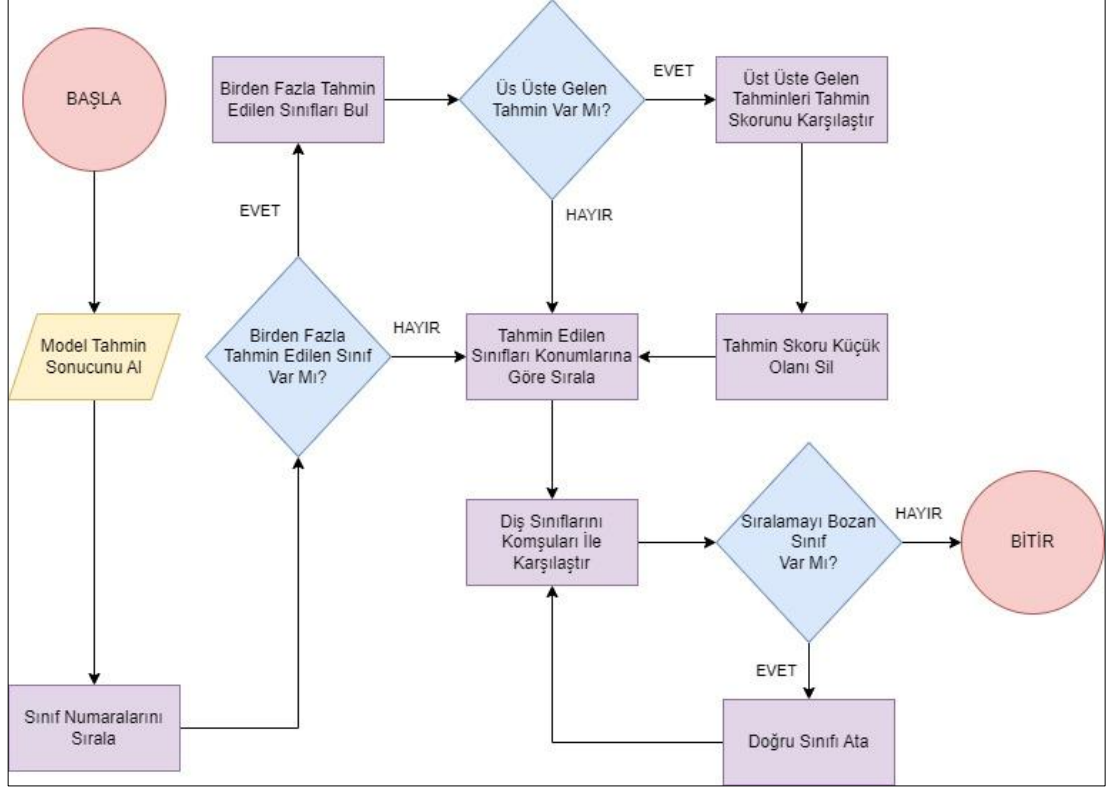 BAŞLA
Model Tahmin
Sonucunu Al
Sınıf Numaralarını
Sırala
Birden Fazla
Tahmin Edilen Sınıf
Var Mı?
EVET
HAYIR
Birden Fazla Tahmin
Edilen Sınıfları Bul
Üs Üste Gelen
Tahmin Var Mı?
EVET
HAYIR
Üst Üste Gelen
Tahminleri Tahmin
Skorunu Karşılaştır
Tahmin Skoru Küçük
Olanı Sil
Tahmin Edilen
Sınıfları Konumlarına
Göre Sırala
Diş Sınıflarını
Komşuları İle
Karşılaştır
Sıralamayı Bozan
Sınıf
Var Mı?
HAYIR
BİTİR
EVET
Doğru Sınıfı Ata